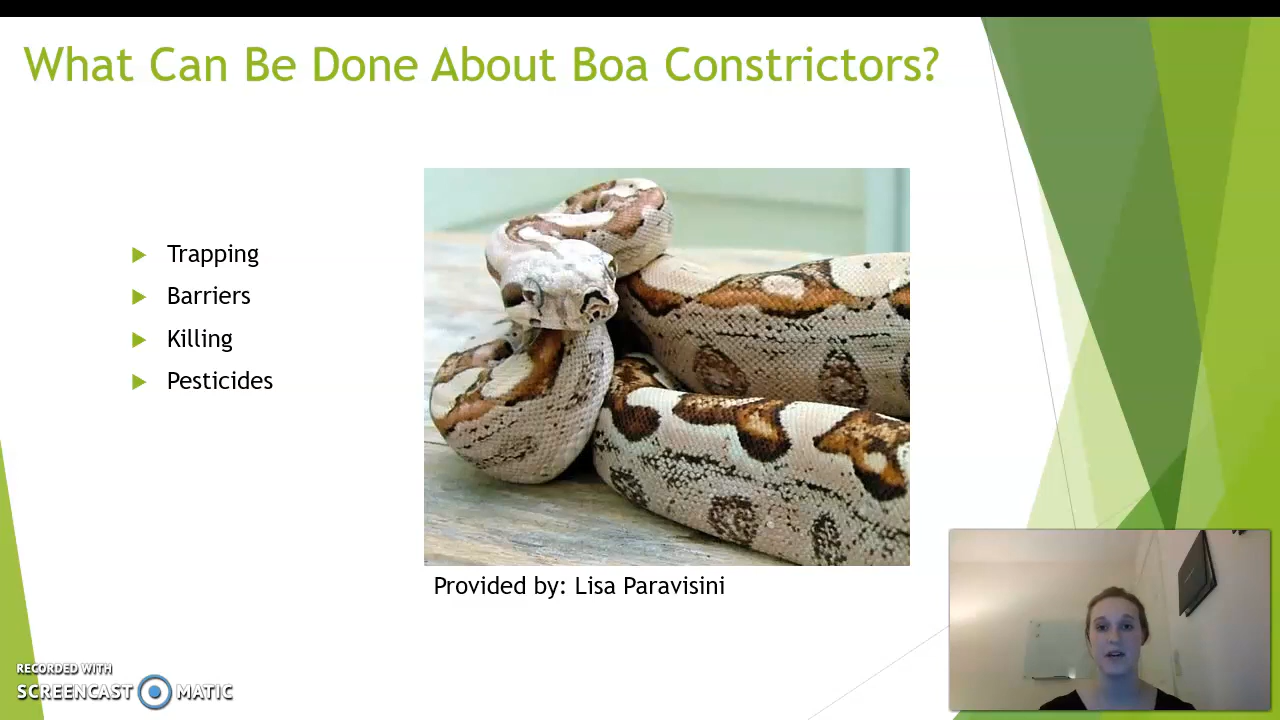 What Can Be Done About Boa Constrictors?
Trapping
Barriers
Killing
Pesticides
Provided by: Lisa Paravisini
RECORDED WITH
SCREENCAST MATIC